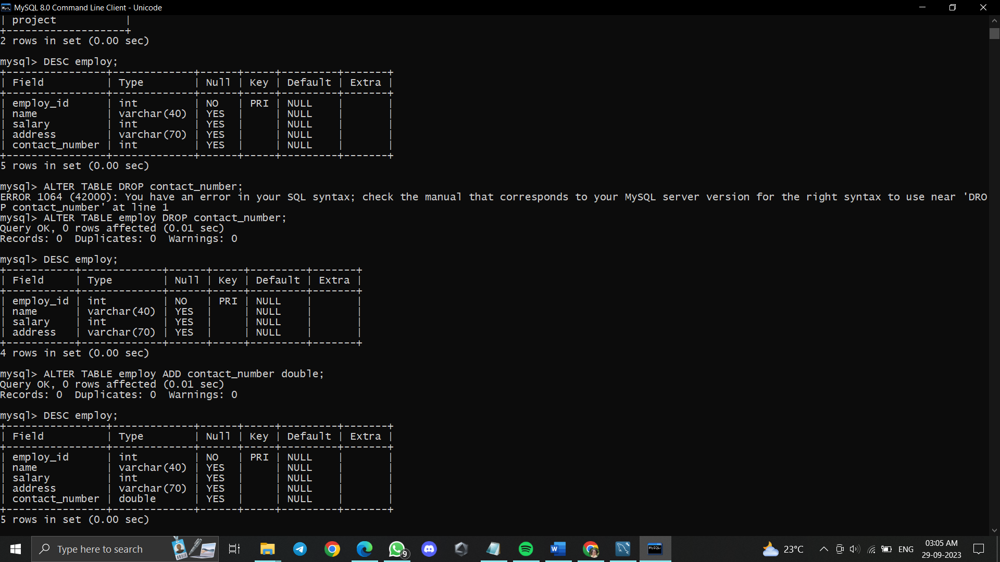 MySQL 8.0 Command Line Client - Unicode
| project           |
+-------------------+
2 rows in set (0.00 sec)

mysql> DESC employ;
+----------------+-------------+------+-----+---------+-------+
| Field          | Type        | Null | Key | Default | Extra |
+----------------+-------------+------+-----+---------+-------+
| employ_id      | int         | NO   | PRI | NULL    |       |
| name           | varchar(40) | YES  |     | NULL    |       |
| salary         | int         | YES  |     | NULL    |       |
| address        | varchar(70) | YES  |     | NULL    |       |
| contact_number | int         | YES  |     | NULL    |       |
+----------------+-------------+------+-----+---------+-------+
5 rows in set (0.00 sec)

mysql> ALTER TABLE DROP contact_number;
ERROR 1064 (42000): You have an error in your SQL syntax; check the manual that corresponds to your MySQL server version for the right syntax to use near 'DRO
P contact_number' at line 1
mysql> ALTER TABLE employ DROP contact_number;
Query OK, 0 rows affected (0.01 sec)
Records: 0  Duplicates: 0  Warnings: 0

mysql> DESC employ;
+-----------+-------------+------+-----+---------+-------+
| Field     | Type        | Null | Key | Default | Extra |
+-----------+-------------+------+-----+---------+-------+
| employ_id | int         | NO   | PRI | NULL    |       |
| name      | varchar(40) | YES  |     | NULL    |       |
| salary    | int         | YES  |     | NULL    |       |
| address   | varchar(70) | YES  |     | NULL    |       |
+-----------+-------------+------+-----+---------+-------+
4 rows in set (0.00 sec)

mysql> ALTER TABLE employ ADD contact_number double;
Query OK, 0 rows affected (0.01 sec)
Records: 0  Duplicates: 0  Warnings: 0

mysql> DESC employ;
+----------------+-------------+------+-----+---------+-------+
| Field          | Type        | Null | Key | Default | Extra |
+----------------+-------------+------+-----+---------+-------+
| employ_id      | int         | NO   | PRI | NULL    |       |
| name           | varchar(40) | YES  |     | NULL    |       |
| salary         | int         | YES  |     | NULL    |       |
| address        | varchar(70) | YES  |     | NULL    |       |
| contact_number | double      | YES  |     | NULL    |       |
+----------------+-------------+------+-----+---------+-------+
5 rows in set (0.00 sec)
Type here to search
9
W
MySQL
23°C
ENG
03:05 AM
29-09-2023